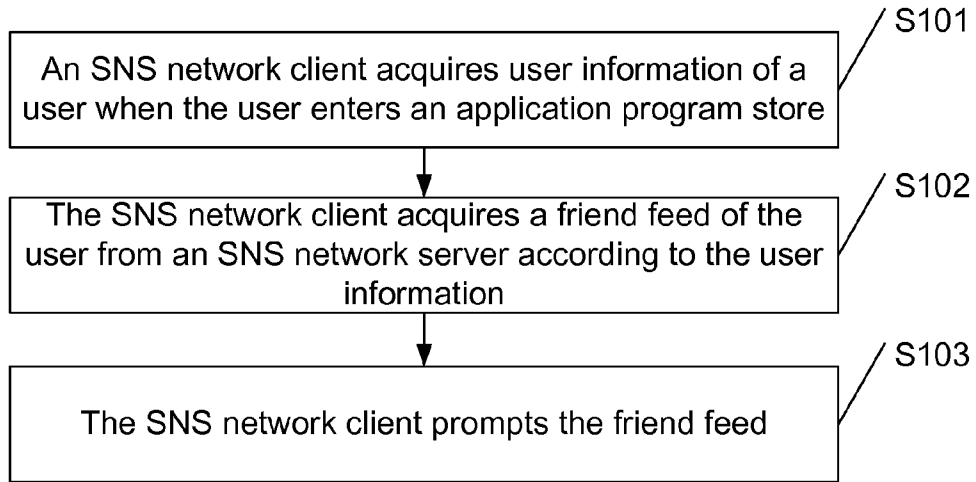 S101
An SNS network client acquires user information of a
user when the user enters an application program store
S102
The SNS network client acquires a friend feed of the
user from an SNS network server according to the user
information
S103
The SNS network client prompts the friend feed